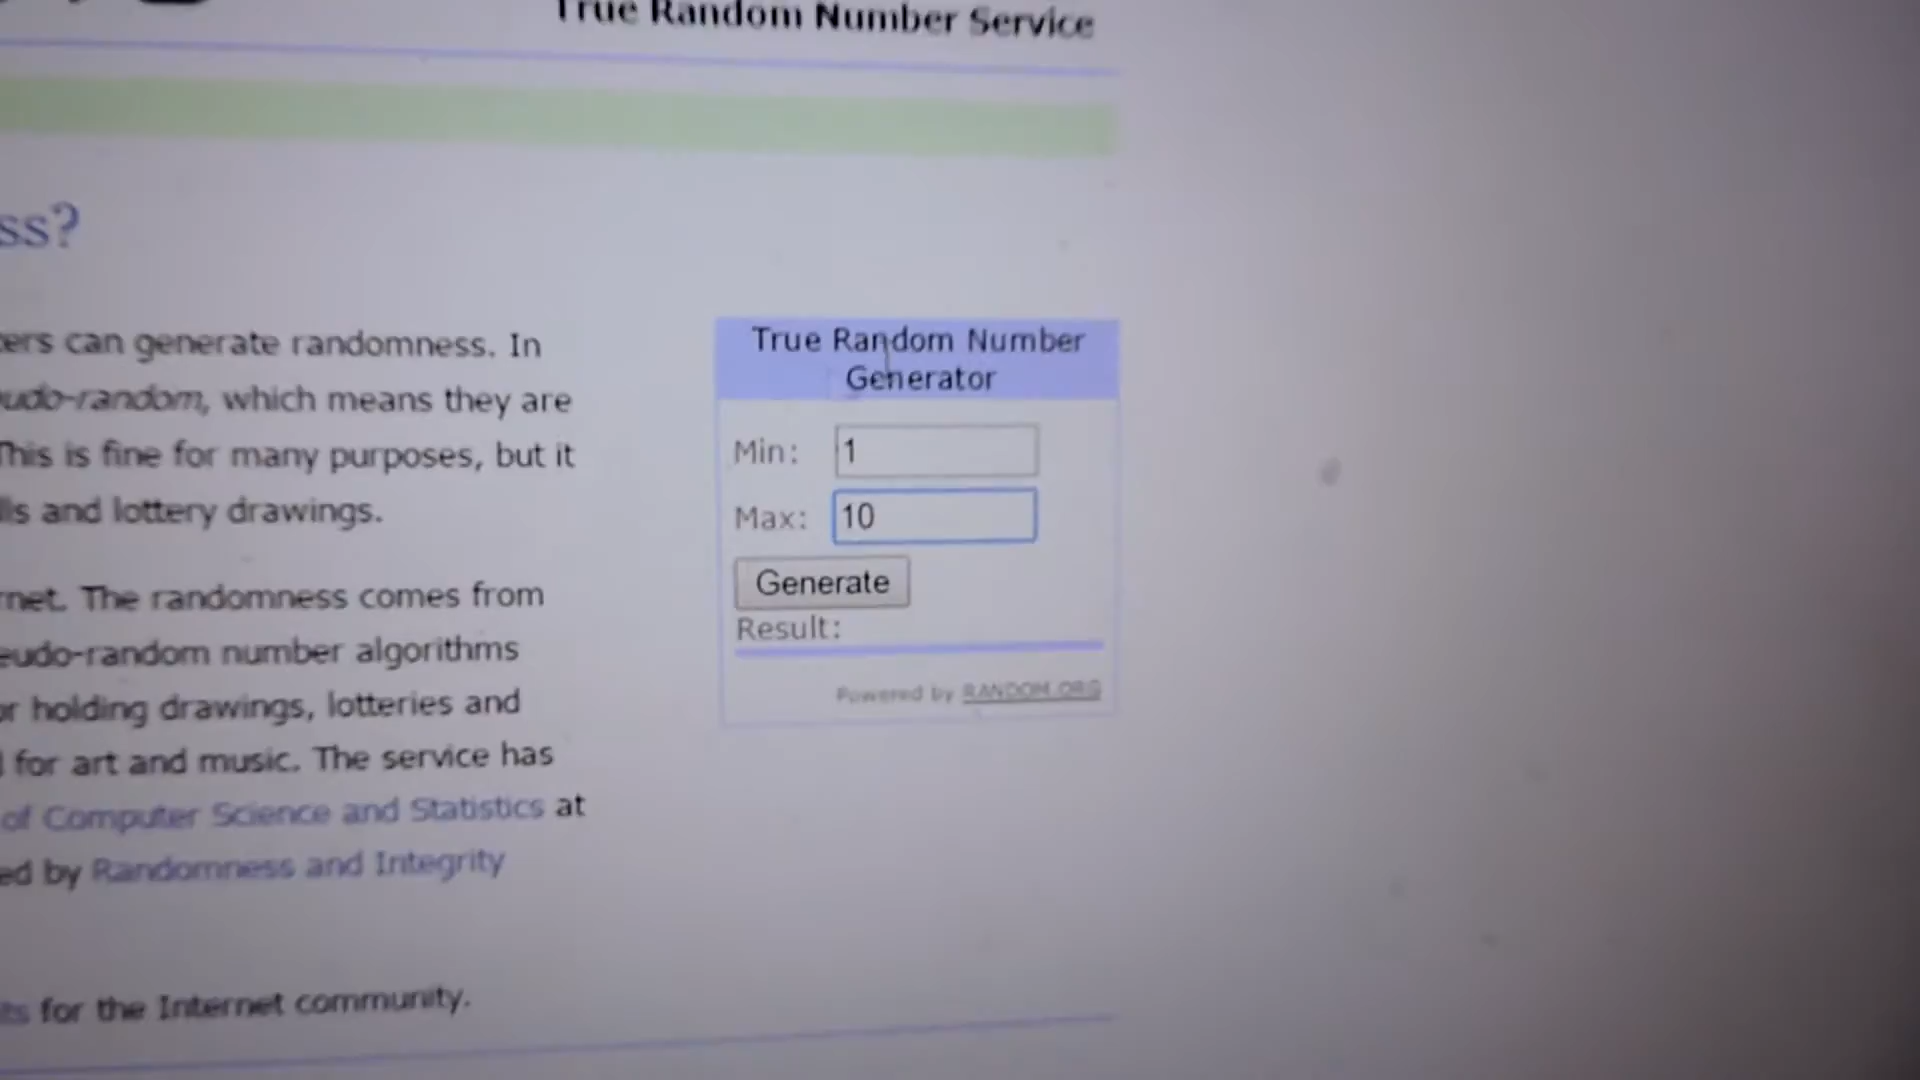 True Random Number Service
ss?
ers can generate randomness. In
udo-random, which means they are
This is fine for many purposes, but it
lls and lottery drawings.
rnet. The randomness comes from
eudo-random number algorithms
or holding drawings, lotteries and
for art and music. The service has
of Computer Science and Statistics at
ed by Randomness and Integrity
ts for the Internet community.
True Random Number
Generator
Min: 1
Max: 10
Generate
Result:
Powered by RANDOM.ORG